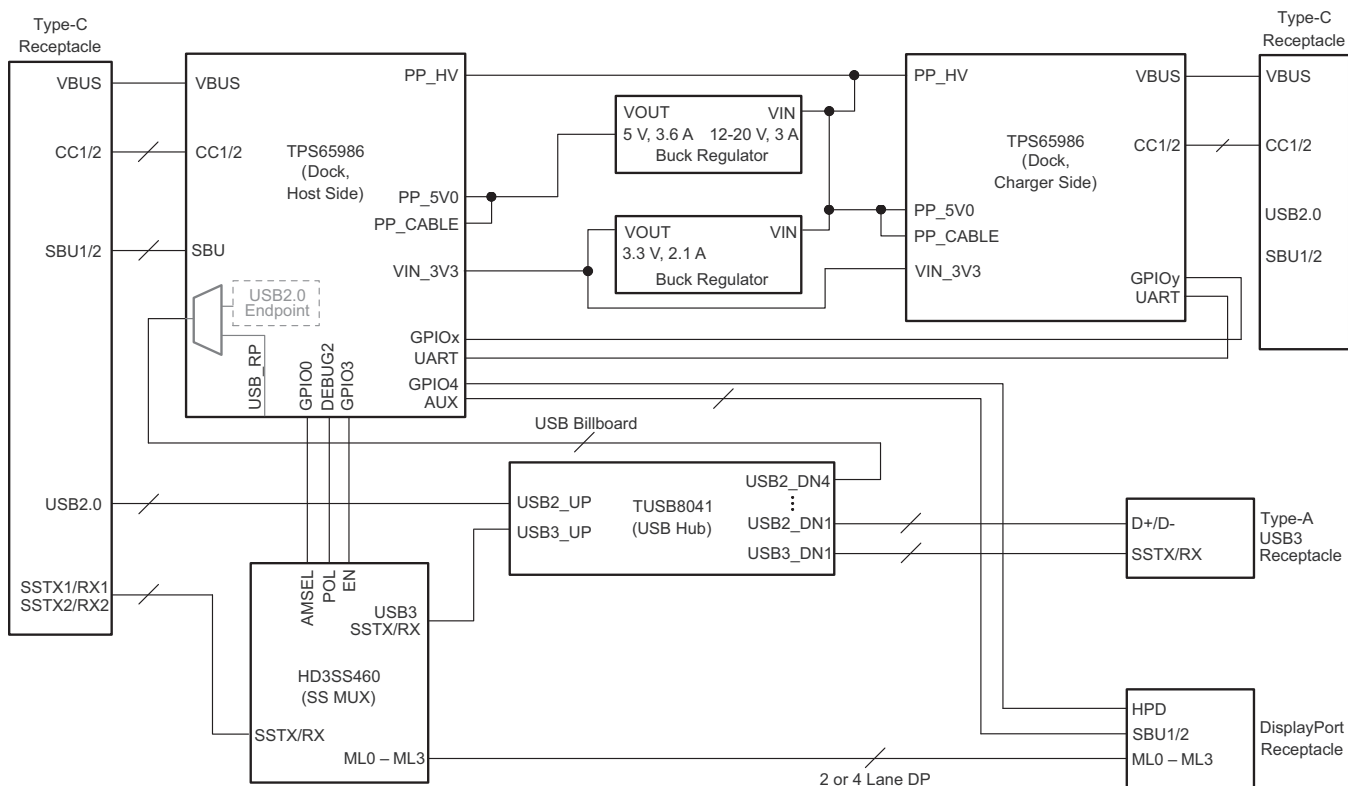 Type-C
Receptacle
VBUS
CC1/2
SBU1/2
USB2.0
SSTX1/RX1
SSTX2/RX2
VBUS
CC1/2
SBU
TPS65986
(Dock,
Host Side)
PP_HV
PP_5V0
PP_CABLE
VIN_3V3
GPIOx
UART
GPIO4
AUX
USB2.0
Endpoint
USB_RP
GPIO0
DEBUG2
GPIO3
VOUT
VIN
5 V, 3.6 A
12-20 V, 3 A
Buck Regulator
VOUT
VIN
3.3 V, 2.1 A
Buck Regulator
PP_HV
PP_5V0
PP_CABLE
VIN_3V3
TPS65986
(Dock,
Charger Side)
VBUS
CC1/2
GPIOy
UART
Type-C
Receptacle
VBUS
CC1/2
USB2.0
SBU1/2
USB Billboard
USB2_UP
USB3_UP
TUSB8041
(USB Hub)
USB2_DN4
USB2_DN1
USB3_DN1
D+/D-
SSTX/RX
Type-A
USB3
Receptacle
AMSEL
POL
EN
USB3
SSTX/RX
HD3SS460
(SS MUX)
SSTX/RX
ML0 – ML3
2 or 4 Lane DP
HPD
SBU1/2
ML0 – ML3
DisplayPort
Receptacle